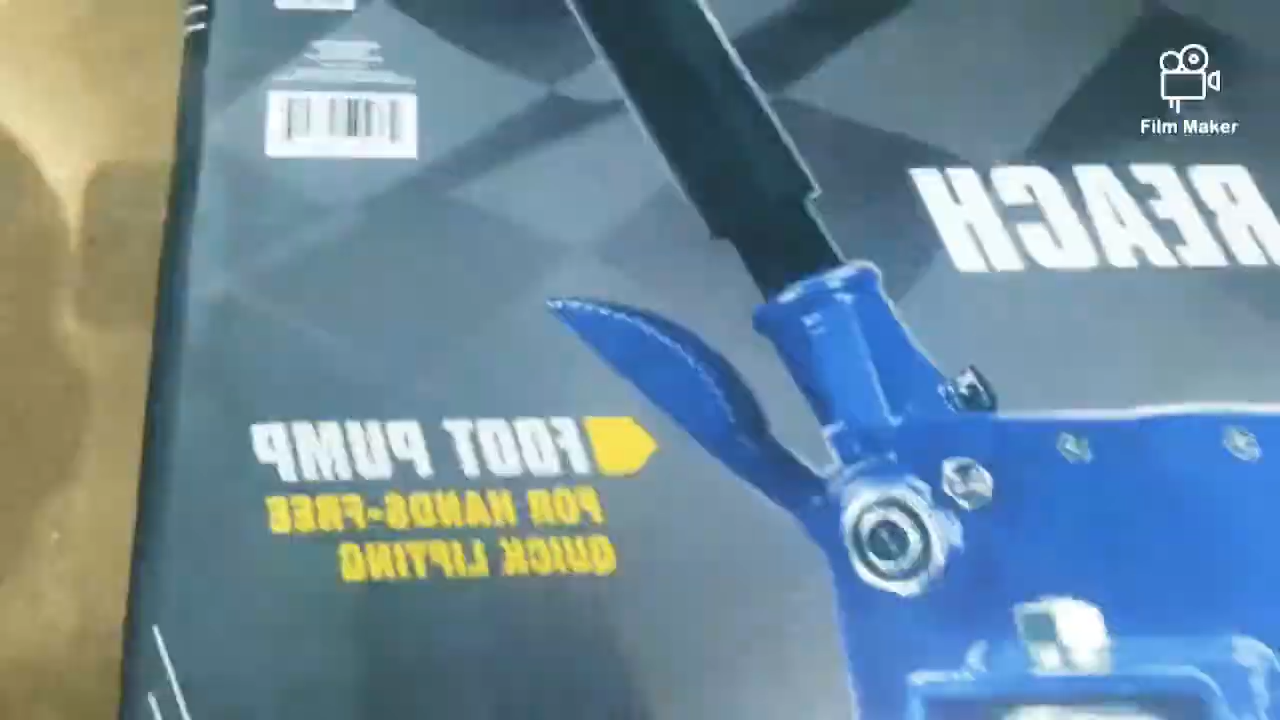 Film Maker
REACH
FOOT PUMP
FOR HANDS-FREE
QUICK LIFTING